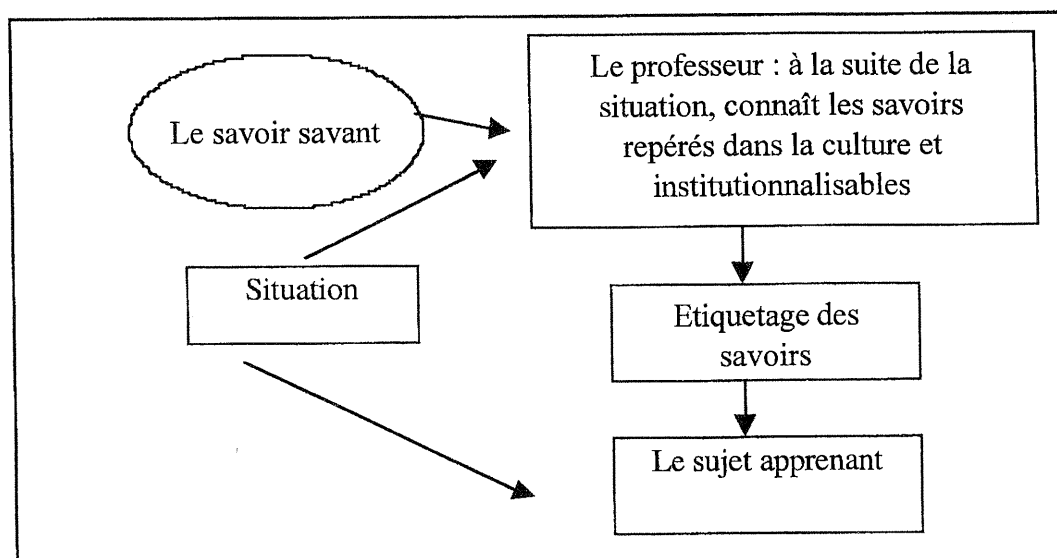 Le savoir savant
Le professeur : à la suite de la
situation, connaît les savoirs
repérés dans la culture et
institutionnalisables
Situation
Etiquetage des
savoirs
Le sujet apprenant